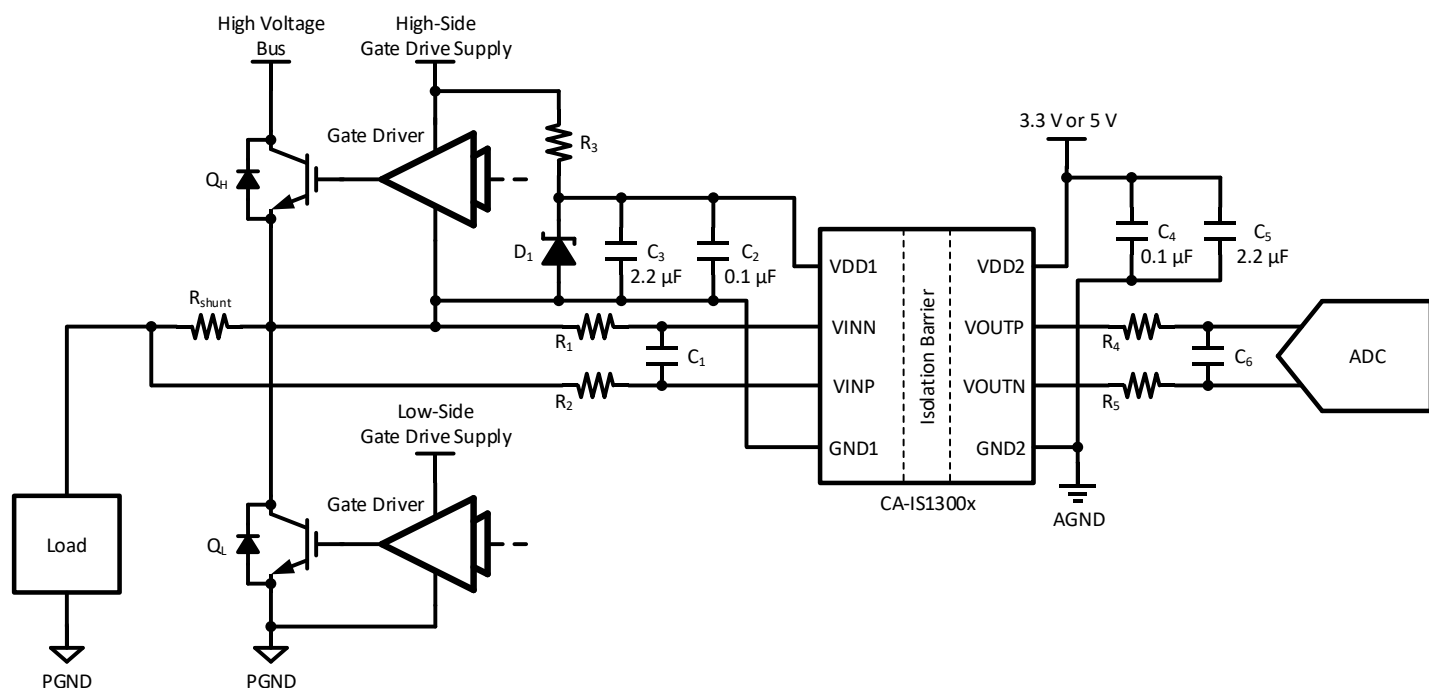 High Voltage
Bus
High-Side
Gate Drive Supply
Gate Driver
QH
R3
D1
C3
2.2 µF
C2
0.1 µF
3.3 V or 5 V
C4
0.1 µF
C5
2.2 µF
Rshunt
R1
R2
C1
VDD1
VINN
VINP
GND1
Isolation Barrier
VDD2
VOUTP
VOUTN
GND2
CA-IS1300x
R4
R5
C6
ADC
AGND
Low-Side
Gate Drive Supply
Gate Driver
QL
Load
PGND
PGND